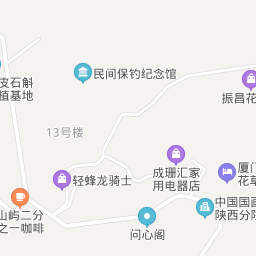 民间保钓纪念馆
皮石斛
植基地
振昌花
13号楼
成珊汇家
用电器店
厦门
花草
轻蜂龙骑士
山屿二分
之一咖啡
中国国画
陕西分院
问心阁